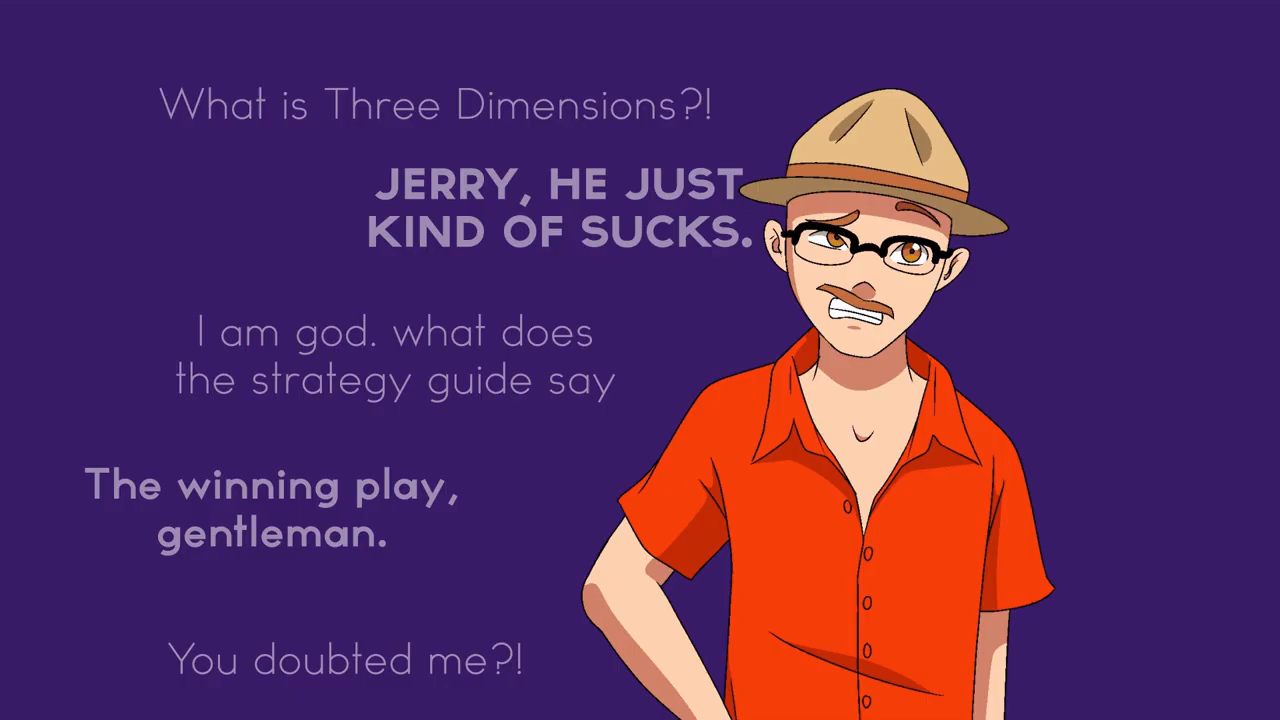 What is Three Dimensions?!
JERRY, HE JUST
KIND OF SUCKS.
I am god. what does
the strategy guide say
The winning play,
gentleman.
You doubted me?!